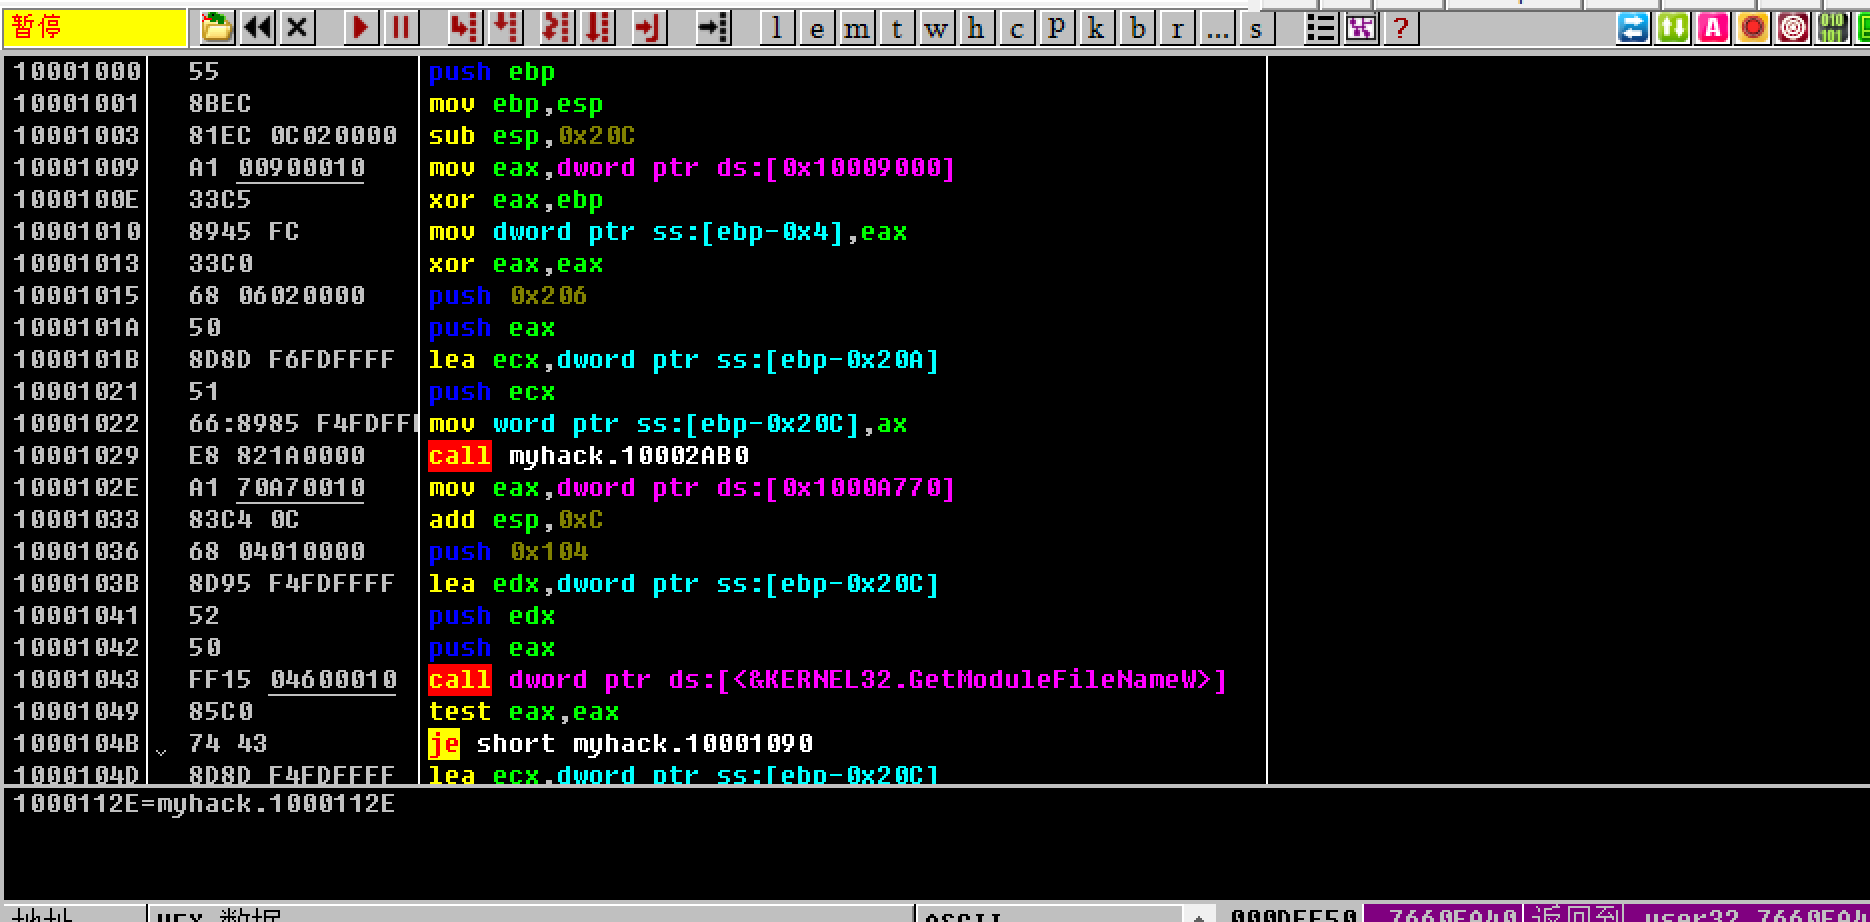 暂停 l e m t w h c P k b r ... s ? A 010 101
10001000 55 push ebp
10001001 8BEC mov ebp,esp
10001003 81EC 0C020000 sub esp,0x20C
10001009 A1 00900010 mov eax,dword ptr ds:[0x10009000]
1000100E 33C5 xor eax,ebp
10001010 8945 FC mov dword ptr ss:[ebp-0x4],eax
10001013 33C0 xor eax,eax
10001015 68 06020000 push 0x206
1000101A 50 push eax
1000101B 8D8D F6FDFFFF lea ecx,dword ptr ss:[ebp-0x20A]
10001021 51 push ecx
10001022 66:8985 F4FDFF mov word ptr ss:[ebp-0x20C],ax
10001029 E8 821A0000 call myhack.10002AB0
1000102E A1 70A70010 mov eax,dword ptr ds:[0x1000A770]
10001033 83C4 0C add esp,0xC
10001036 68 04010000 push 0x104
1000103B 8D95 F4FDFFFF lea edx,dword ptr ss:[ebp-0x20C]
10001041 52 push edx
10001042 50 push eax
10001043 FF15 04600010 call dword ptr ds:[<&KERNEL32.GetModuleFileNameW>]
10001049 85C0 test eax,eax
1000104B 74 43 je short myhack.10001090
1000104D 8D8D F4FDFFFF lea ecx,dword ptr ss:[ebp-0x20C]
1000112E=myhack.1000112E
地址 HEX 数据 ASCII 000DEE50 7660EA40 返回到 user32.7660EA4